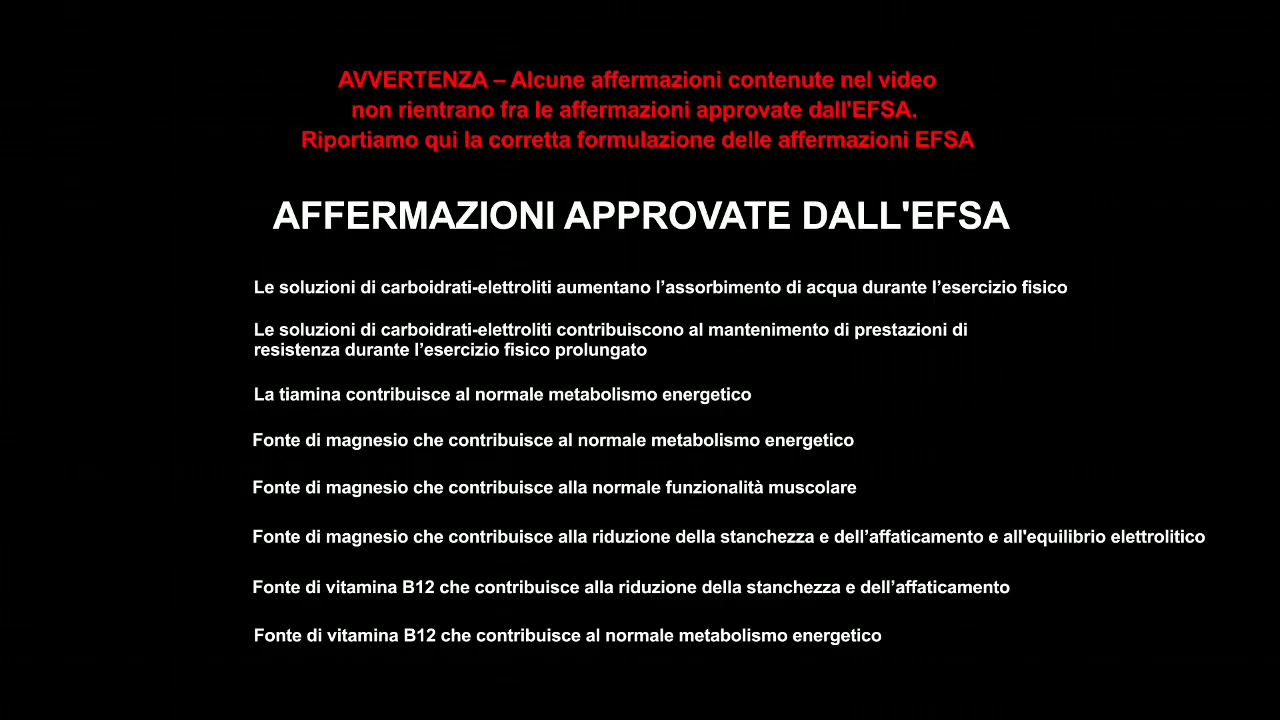 AVVERTENZA – Alcune affermazioni contenute nel video
non rientrano fra le affermazioni approvate dall'EFSA.
Riportiamo qui la corretta formulazione delle affermazioni EFSA
AFFERMAZIONI APPROVATE DALL'EFSA
Le soluzioni di carboidrati-elettroliti aumentano l’assorbimento di acqua durante l’esercizio fisico
Le soluzioni di carboidrati-elettroliti contribuiscono al mantenimento di prestazioni di
resistenza durante l’esercizio fisico prolungato
La tiamina contribuisce al normale metabolismo energetico
Fonte di magnesio che contribuisce al normale metabolismo energetico
Fonte di magnesio che contribuisce alla normale funzionalità muscolare
Fonte di magnesio che contribuisce alla riduzione della stanchezza e dell’affaticamento e all'equilibrio elettrolitico
Fonte di vitamina B12 che contribuisce alla riduzione della stanchezza e dell’affaticamento
Fonte di vitamina B12 che contribuisce al normale metabolismo energetico